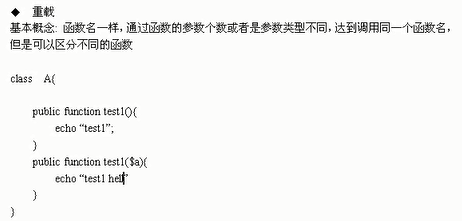 ◆ 重载
基本概念: 函数名一样，通过函数的参数个数或者是参数类型不同，达到调用同一个函数名，
但是可以区分不同的函数
class A{
public function test1(){
echo “test1”;
}
public function test1($a){
echo “test1 hell”
}
}